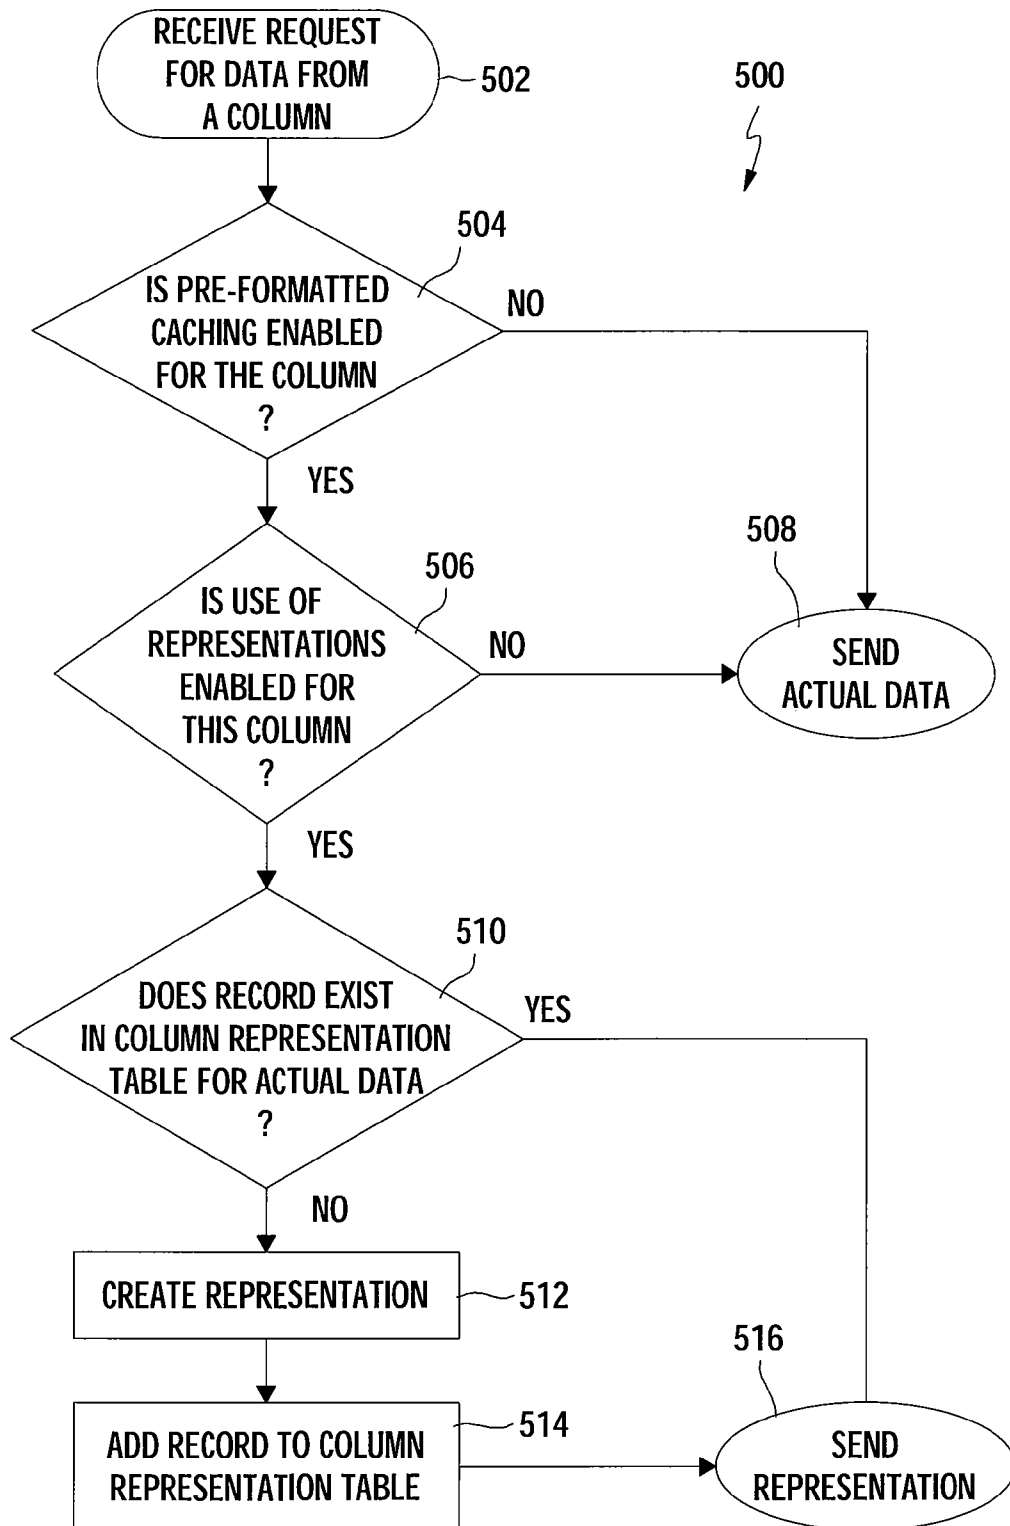 RECEIVE REQUEST
FOR DATA FROM
A COLUMN
502
500
504
IS PRE-FORMATTED
CACHING ENABLED
FOR THE COLUMN
?
NO
YES
506
IS USE OF
REPRESENTATIONS
ENABLED FOR
THIS COLUMN
?
NO
508
SEND
ACTUAL DATA
YES
510
DOES RECORD EXIST
IN COLUMN REPRESENTATION
TABLE FOR ACTUAL DATA
?
YES
NO
CREATE REPRESENTATION
512
ADD RECORD TO COLUMN
REPRESENTATION TABLE
514
516
SEND
REPRESENTATION